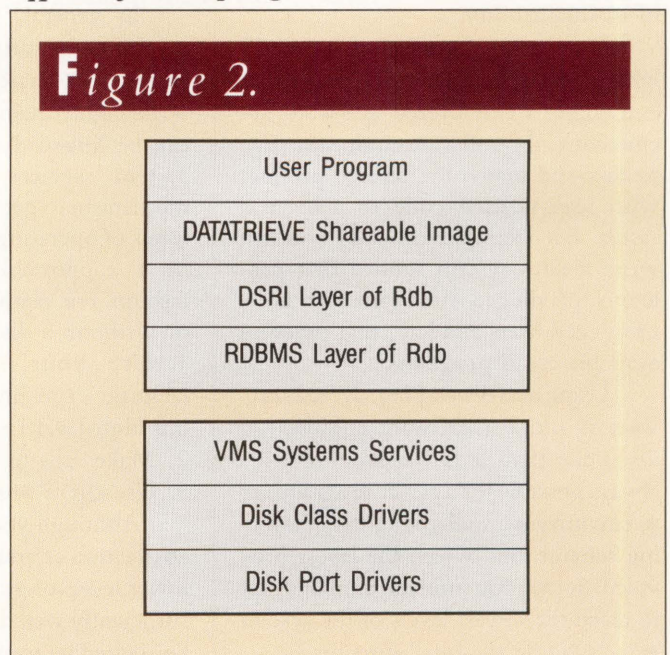 Figure 2.
User Program
DATATRIEVE Shareable Image
DSRI Layer of Rdb
RDBMS Layer of Rdb
VMS Systems Services
Disk Class Drivers
Disk Port Drivers